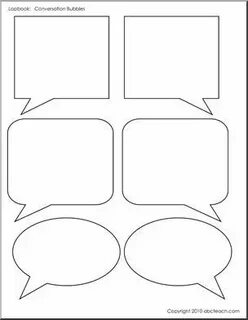 Lapbook: Conversation Bubbles
Copyright 2010 abcteach.com